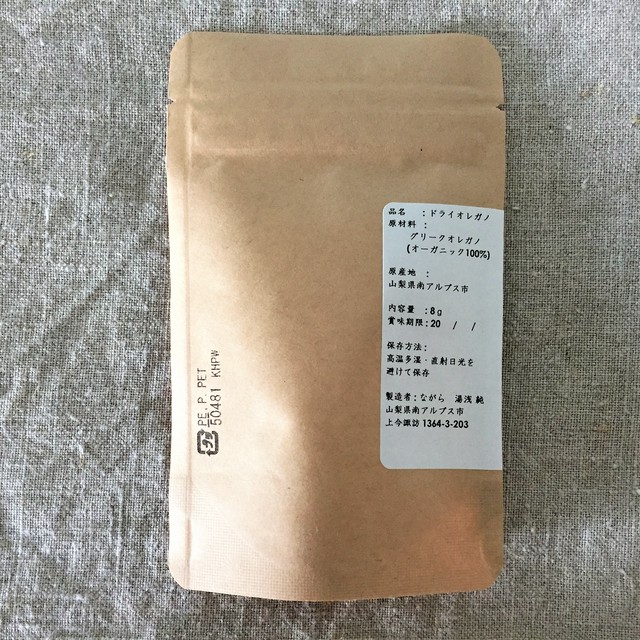 品名　：ドライオレガノ
原材料　：
グリークオレガノ
(オーガニック100%)
原産地　：
山梨県南アルプス市
内容量　：8g
賞味期限：20　/　/
保存方法：
高温多湿・直射日光を
避けて保存
製造者：ながら　湯浅 純
山梨県南アルプス市
上今諏訪 1364-3-203
PE, P, PET
50481 KHPW